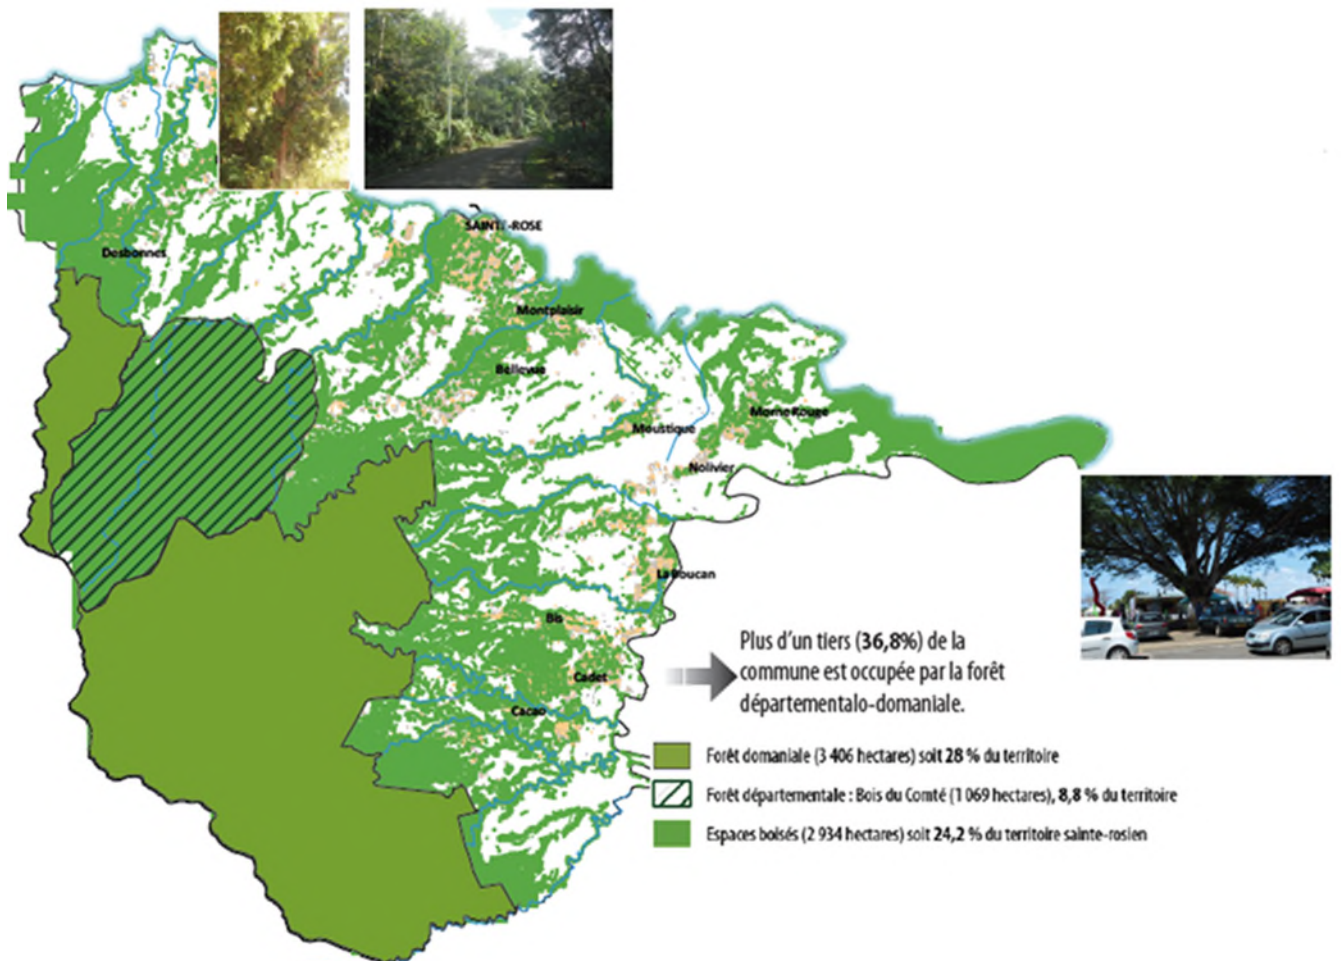 SAINTE-ROSE
Desbonnes
Montplaisir
Bellevue
Morne Rouge
Moustique
Nolivier
La Boucan
Bis
Cadet
Cacao
Plus d'un tiers (36,8%) de la
commune est occupée par la forêt
départementalo-domaniale.
Forêt domaniale (3 406 hectares) soit 28 % du territoire
Forêt départementale : Bois du Comté (1 069 hectares), 8,8 % du territoire
Espaces boisés (2 934 hectares) soit 24,2 % du territoire sainte-rosien